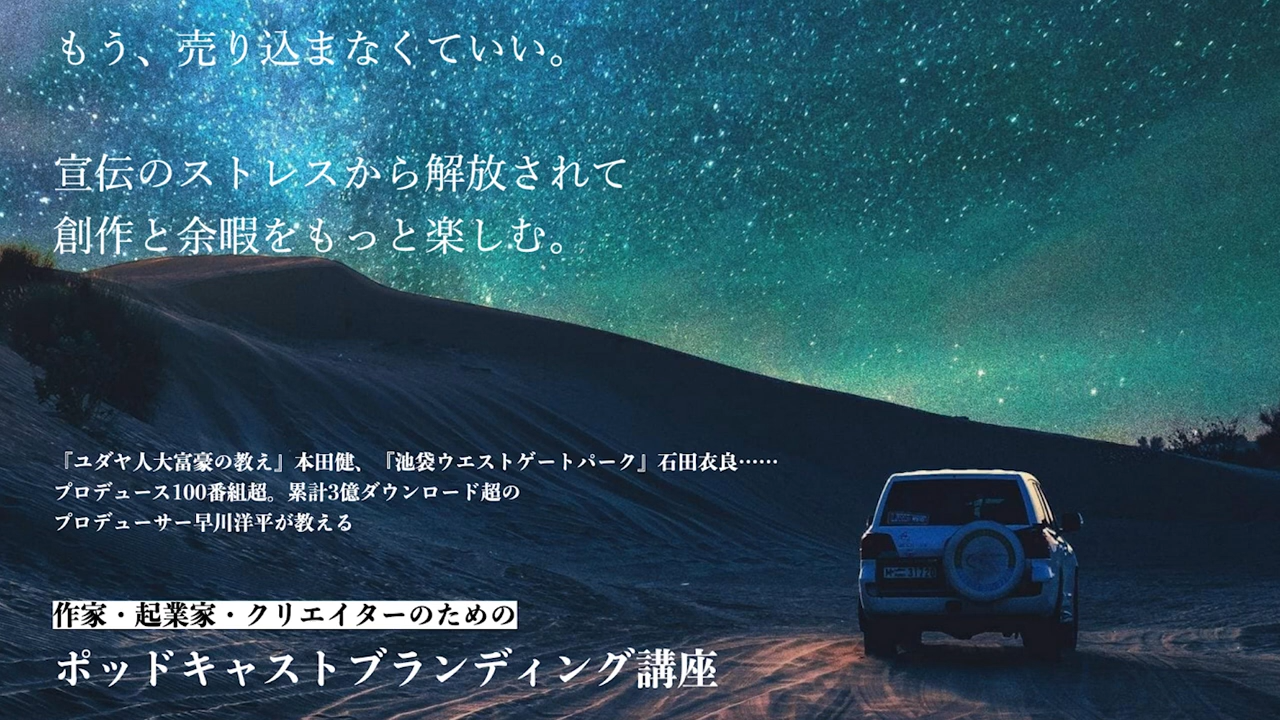 もう、売り込まなくていい。
宣伝のストレスから解放されて
創作と余暇をもっと楽しむ。
『ユダヤ人大富豪の教え』本田健、『池袋ウエストゲートパーク』石田衣良……
プロデュース100番組超。累計3億ダウンロード超の
プロデューサー早川洋平が教える
作家・起業家・クリエイターのための
ポッドキャストブランディング講座